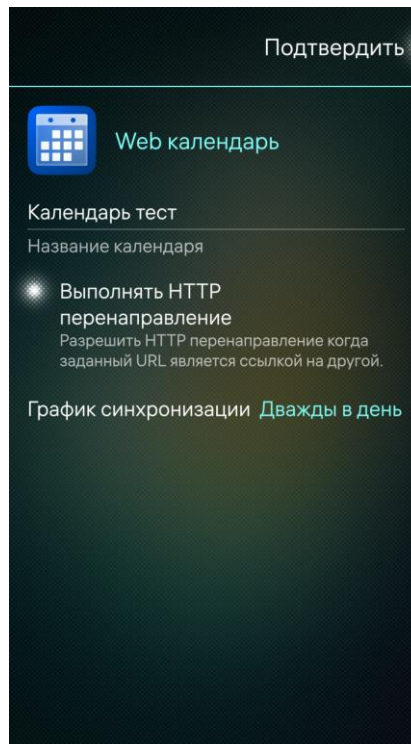 Подтвердить
Web календарь
Календарь тест
Название календаря
Выполнять HTTP
перенаправление
Разрешить HTTP перенаправление когда
заданный URL является ссылкой на другой.
График синхронизации Дважды в день